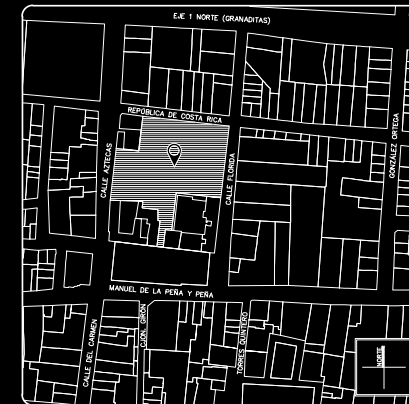 EJE 1 NORTE (GRANADITAS)
REPÚBLICA DE COSTA RICA
CALLE AZTECAS
CALLE FLORIDA
GONZÁLEZ ORTEGA
MANUEL DE LA PEÑA Y PEÑA
CALLE DEL CARMEN
CJON. GIRÓN
TORRES QUINTERO
NORTE